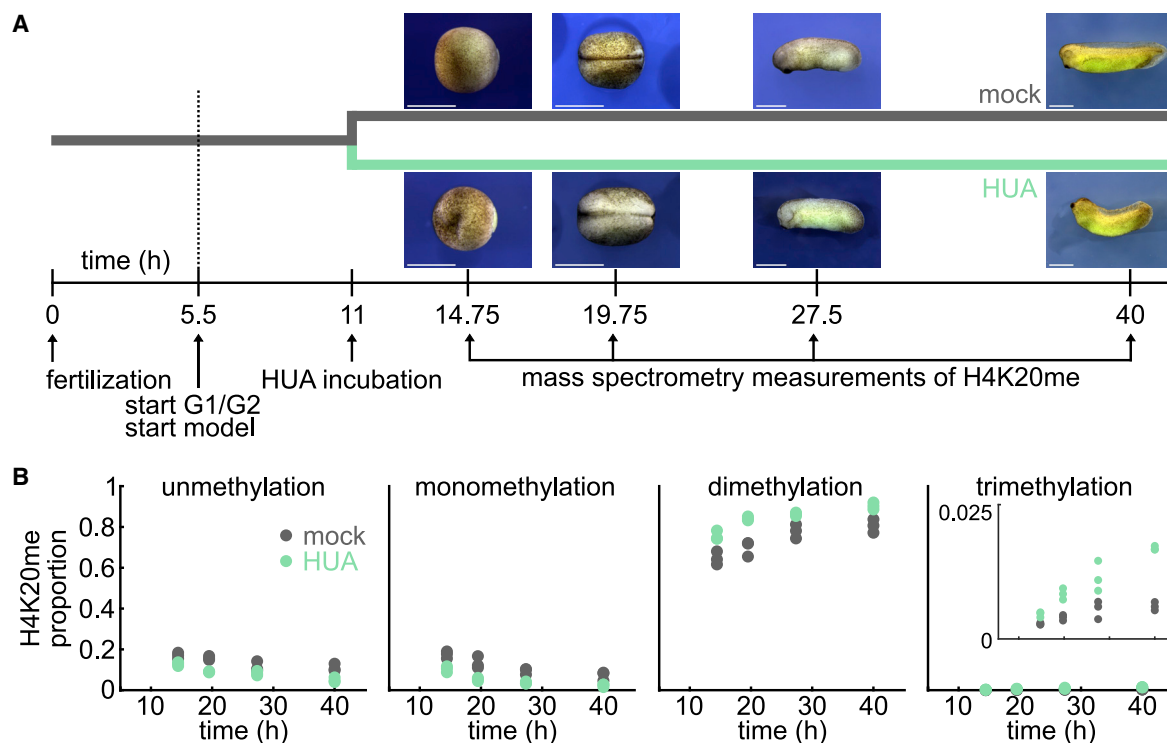 A
mock
HUA
time (h)
0 5.5 11 14.75 19.75 27.5 40
fertilization HUA incubation mass spectrometry measurements of H4K20me
start G1/G2
start model
B
unmethylation monomethylation dimethylation trimethylation
H4K20me
proportion
1
0.8
0.6
0.4
0.2
0
mock
HUA
0.025
0
10 20 30 40 10 20 30 40 10 20 30 40 10 20 30 40
time (h) time (h) time (h) time (h)